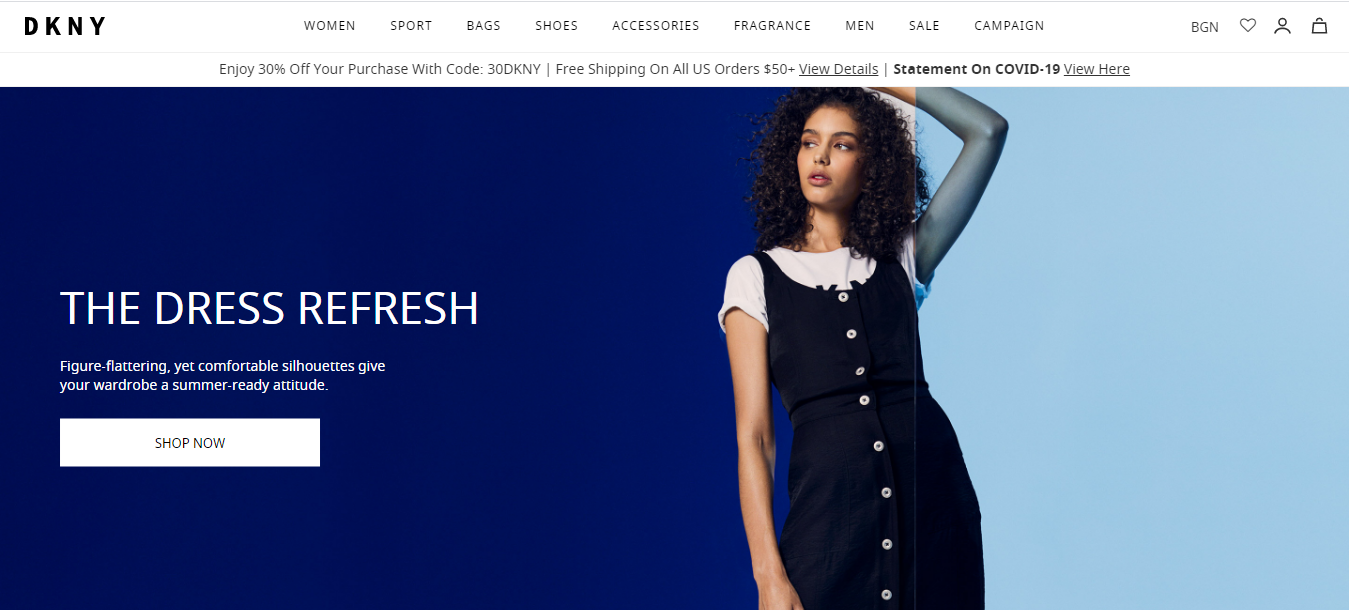 DKNY
WOMEN SPORT BAGS SHOES ACCESSORIES FRAGRANCE MEN SALE CAMPAIGN BGN
Enjoy 30% Off Your Purchase With Code: 30DKNY | Free Shipping On All US Orders $50+ View Details | Statement On COVID-19 View Here
THE DRESS REFRESH
Figure-flattering, yet comfortable silhouettes give
your wardrobe a summer-ready attitude.
SHOP NOW